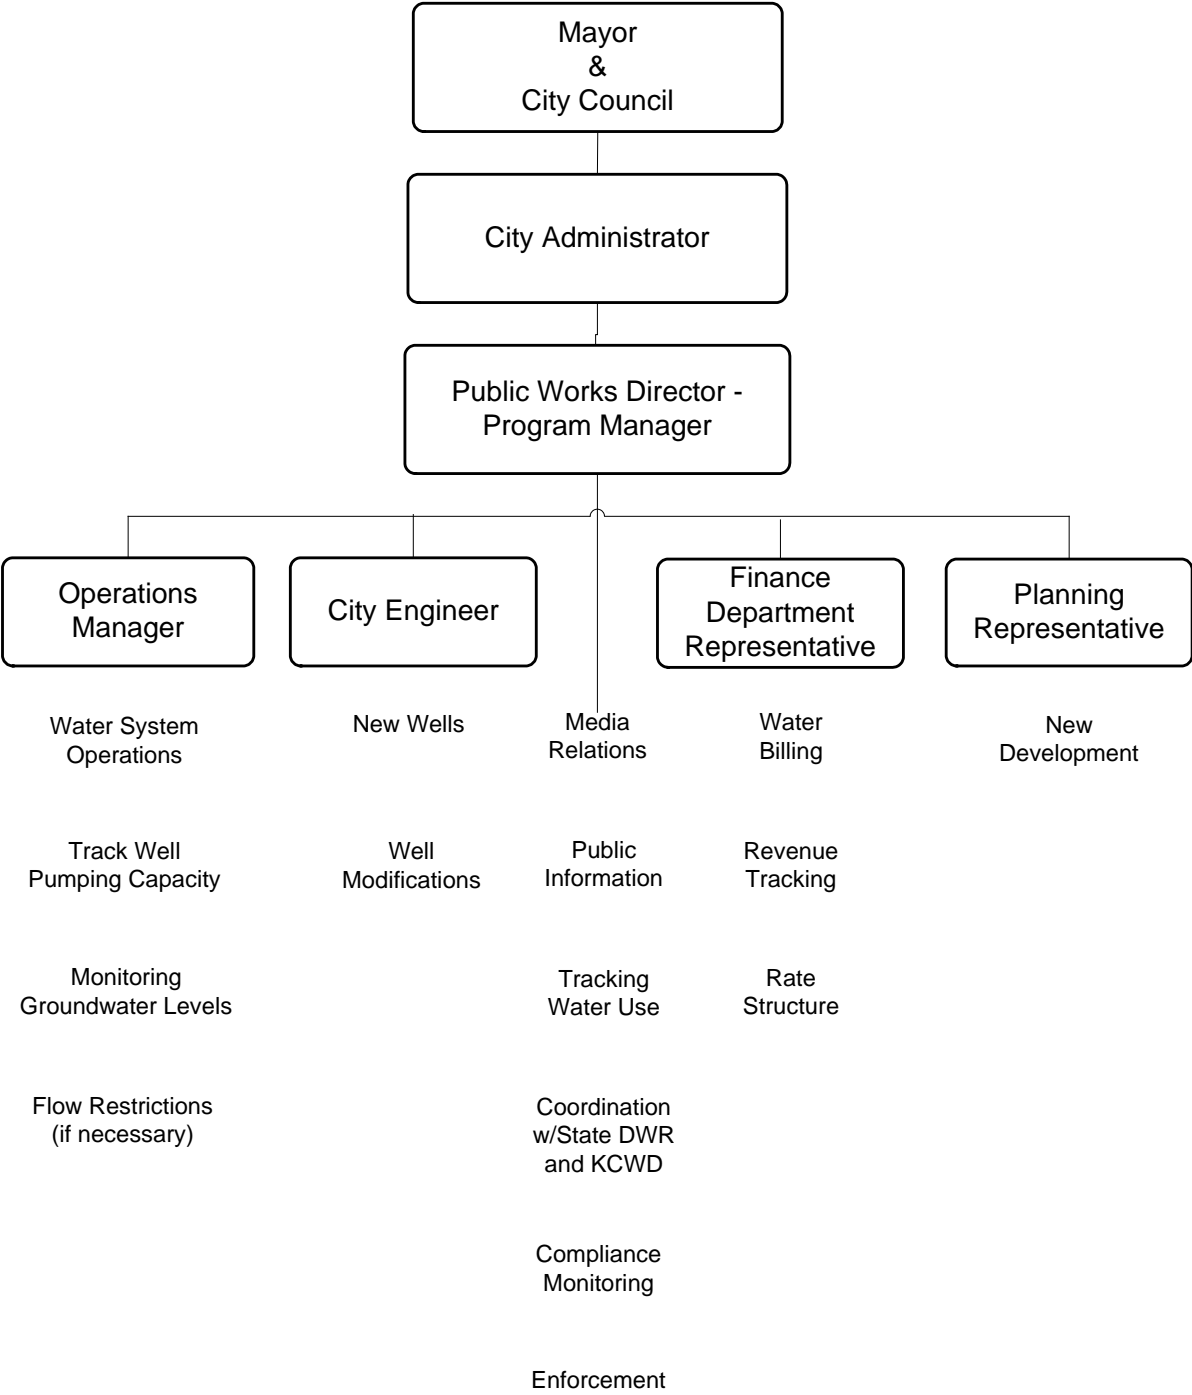 Mayor
&
City Council
City Administrator
Public Works Director -
Program Manager
Operations
Manager
City Engineer
Finance
Department
Representative
Planning
Representative
Water System
Operations
Track Well
Pumping Capacity
Monitoring
Groundwater Levels
Flow Restrictions
(if necessary)
New Wells
Well
Modifications
Media
Relations
Public
Information
Tracking
Water Use
Coordination
w/State DWR
and KCWD
Compliance
Monitoring
Enforcement
Water
Billing
Revenue
Tracking
Rate
Structure
New
Development